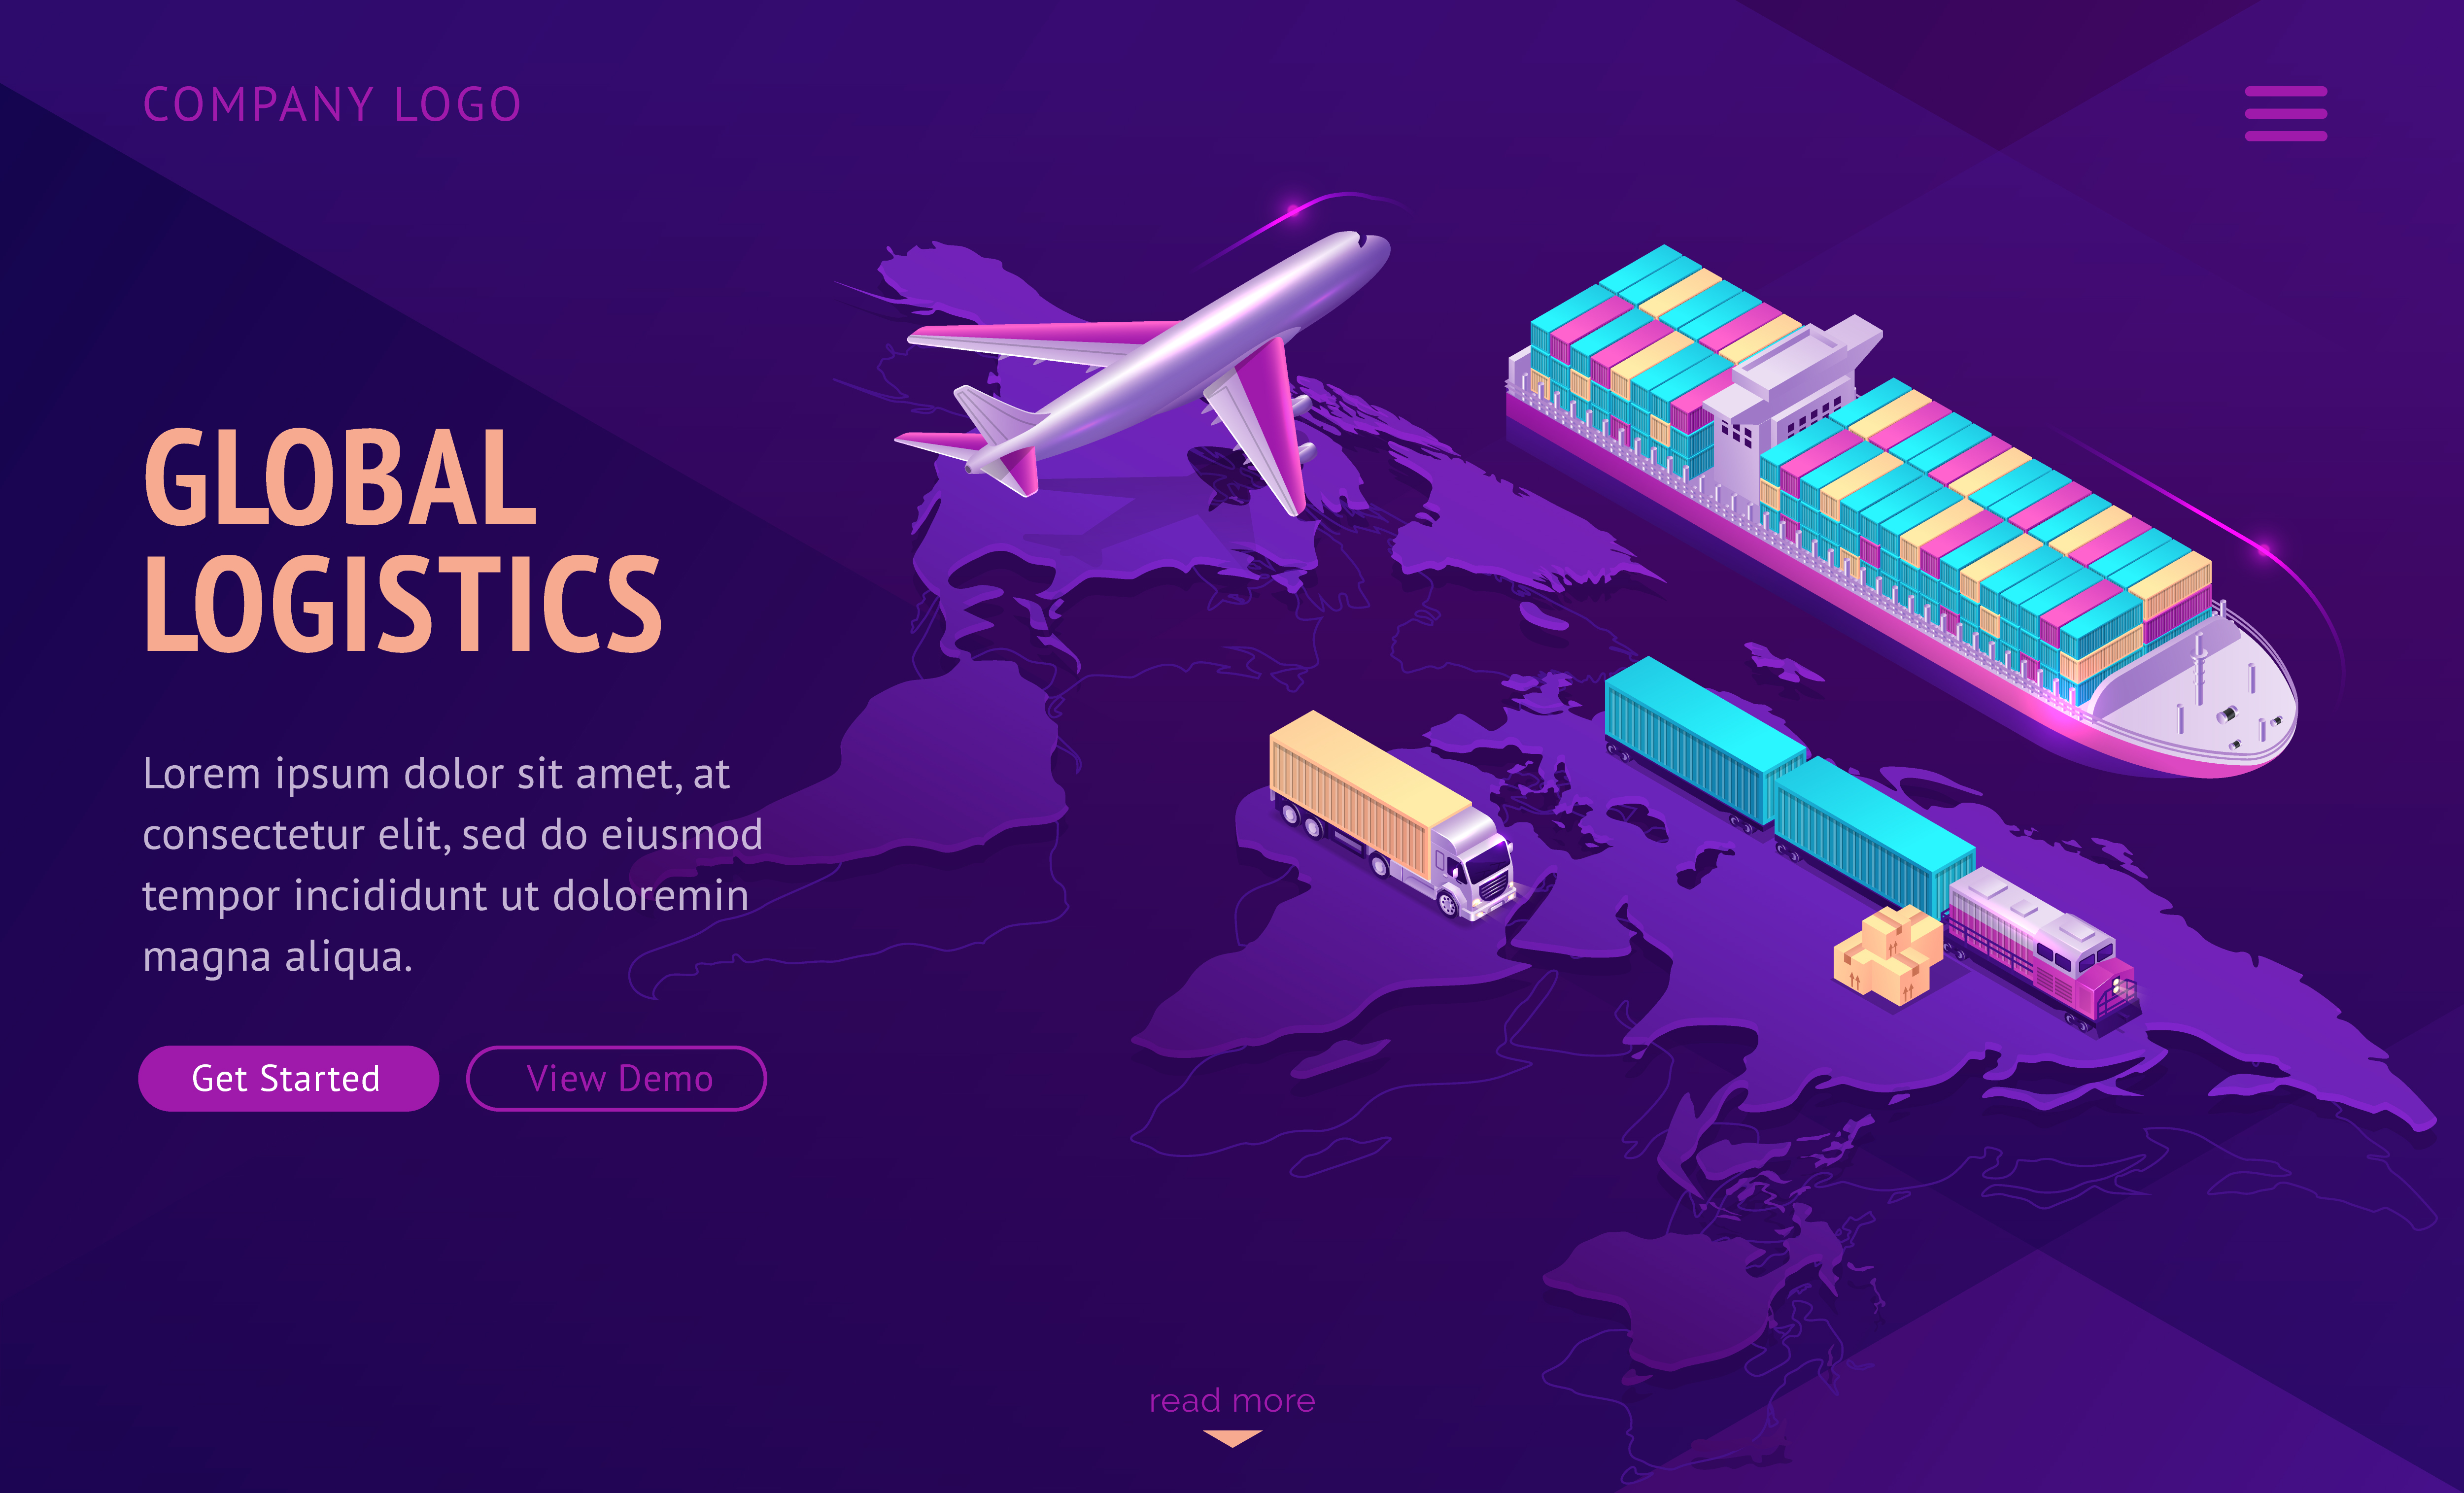 COMPANY LOGO
GLOBAL
LOGISTICS
Lorem ipsum dolor sit amet, at
consectetur elit, sed do eiusmod
tempor incididunt ut doloremin
magna aliqua.
Get Started
View Demo
read more